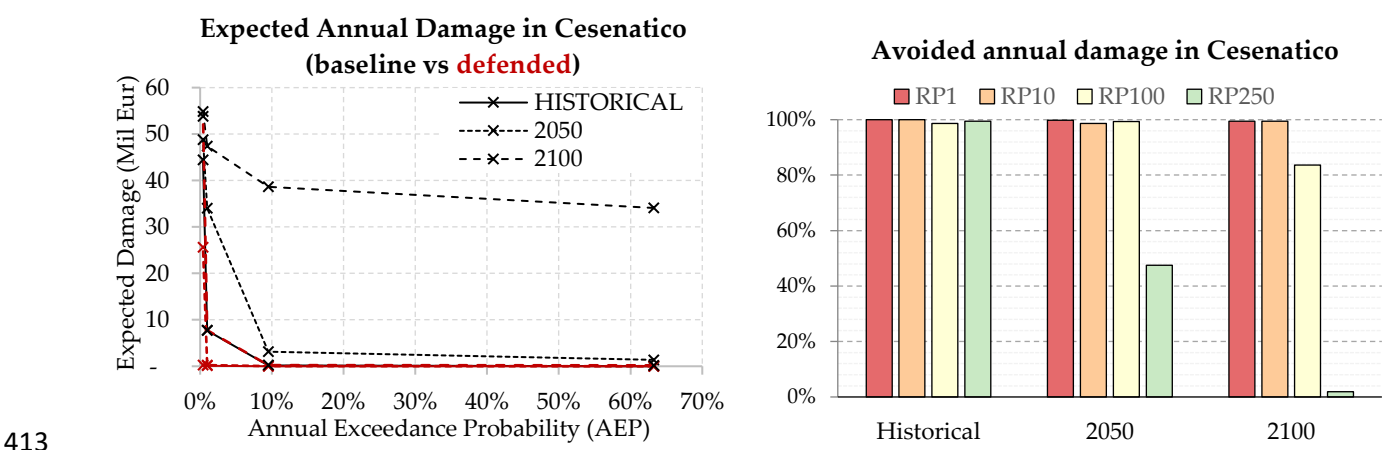 Expected Annual Damage in Cesenatico
(baseline vs defended)
Expected Damage (Mil Eur)
60
50
40
30
20
10
-
HISTORICAL
2050
2100
0% 10% 20% 30% 40% 50% 60% 70%
Annual Exceedance Probability (AEP)
Avoided annual damage in Cesenatico
RP1 RP10 RP100 RP250
100%
80%
60%
40%
20%
0%
Historical 2050 2100
413